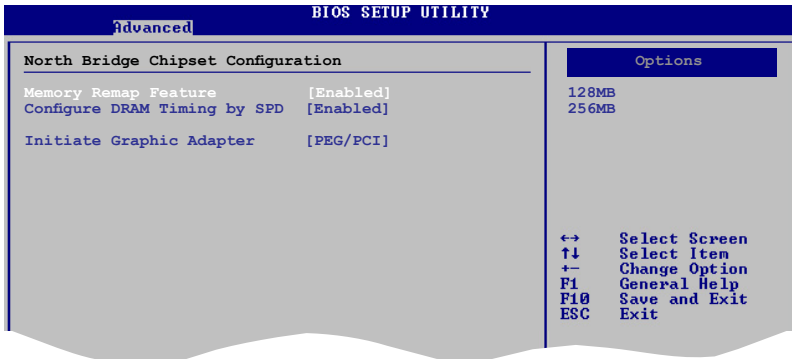 BIOS SETUP UTILITY
Advanced
North Bridge Chipset Configuration
Memory Remap Feature [Enabled]
Configure DRAM Timing by SPD [Enabled]
Initiate Graphic Adapter [PEG/PCI]
Options
128MB
256MB
←→ Select Screen
↑↓ Select Item
+- Change Option
F1 General Help
F10 Save and Exit
ESC Exit